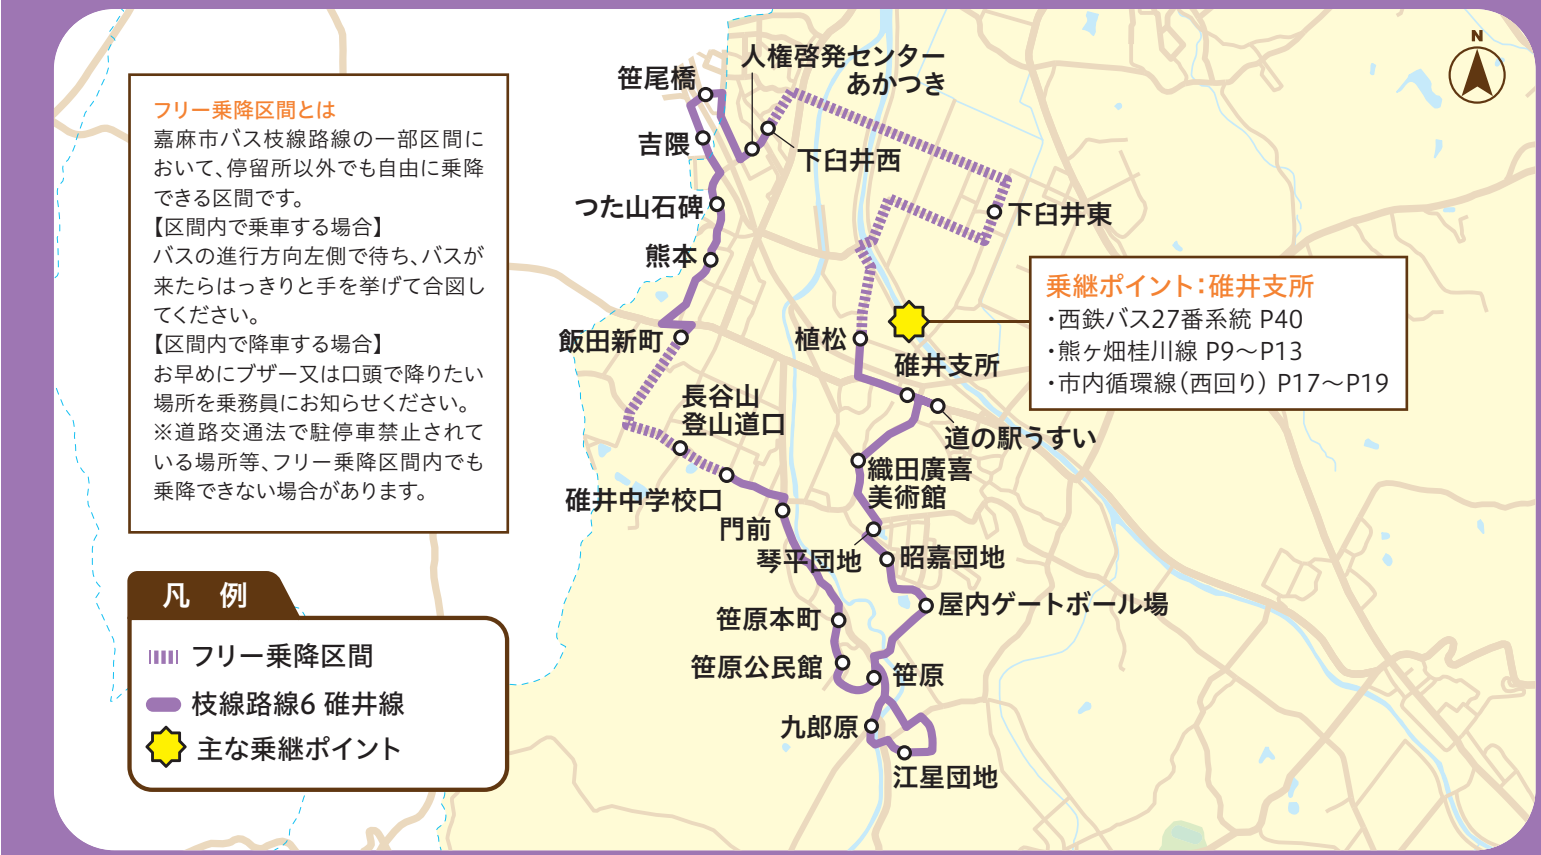 フリー乗降区間とは
嘉麻市バス枝線路線の一部区間に
おいて、停留所以外でも自由に乗降
できる区間です。
【区間内で乗車する場合】
バスの進行方向左側で待ち、バスが
来たらはっきりと手を挙げて合図し
てください。
【区間内で降車する場合】
お早めにブザー又は口頭で降りたい
場所を乗務員にお知らせください。
※道路交通法で駐停車禁止されて
いる場所等、フリー乗降区間内でも
乗降できない場合があります。
凡 例
フリー乗降区間
枝線路線6 碓井線
主な乗継ポイント
N
人権啓発センター
あかつき
笹尾橋
吉隈
下臼井西
つた山石碑
下臼井東
熊本
乗継ポイント：碓井支所
・西鉄バス27番系統 P40
・熊ヶ畑桂川線 P9～P13
・市内循環線（西回り） P17～P19
飯田新町
植松
碓井支所
長谷山
登山道口
道の駅うすい
織田廣喜
美術館
碓井中学校口
門前
琴平団地
昭嘉団地
屋内ゲートボール場
笹原本町
笹原公民館
笹原
九郎原
江星団地